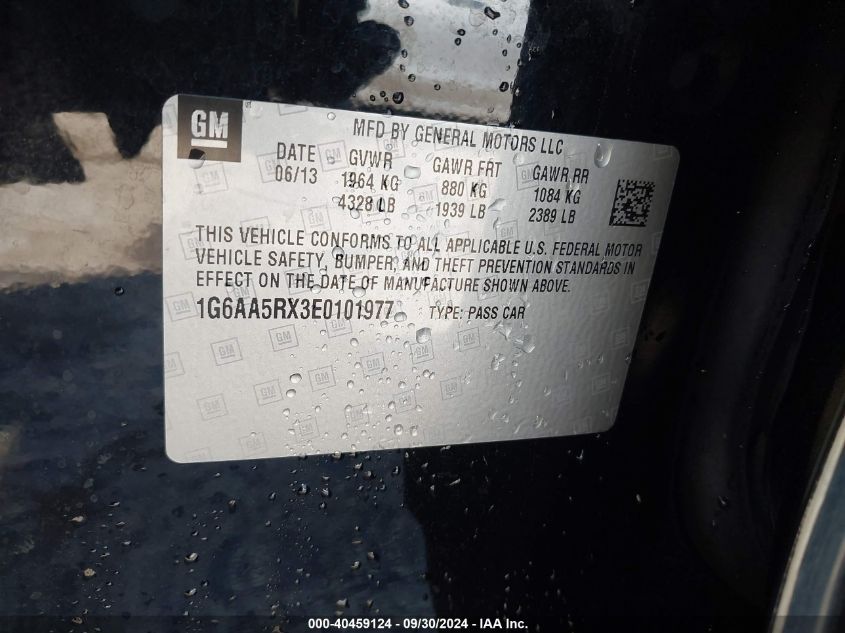 GM
MFD BY GENERAL MOTORS LLC
DATE GVWR GAWR FRT GAWR RR
06/13 1964 KG 880 KG 1084 KG
4328 LB 1939 LB 2389 LB
THIS VEHICLE CONFORMS TO ALL APPLICABLE U.S. FEDERAL MOTOR
VEHICLE SAFETY, BUMPER, AND THEFT PREVENTION STANDARDS IN
EFFECT ON THE DATE OF MANUFACTURE SHOWN ABOVE.
1G6AA5RX3E0101977 TYPE: PASS CAR
000-40459124 - 09/30/2024 - IAA Inc.